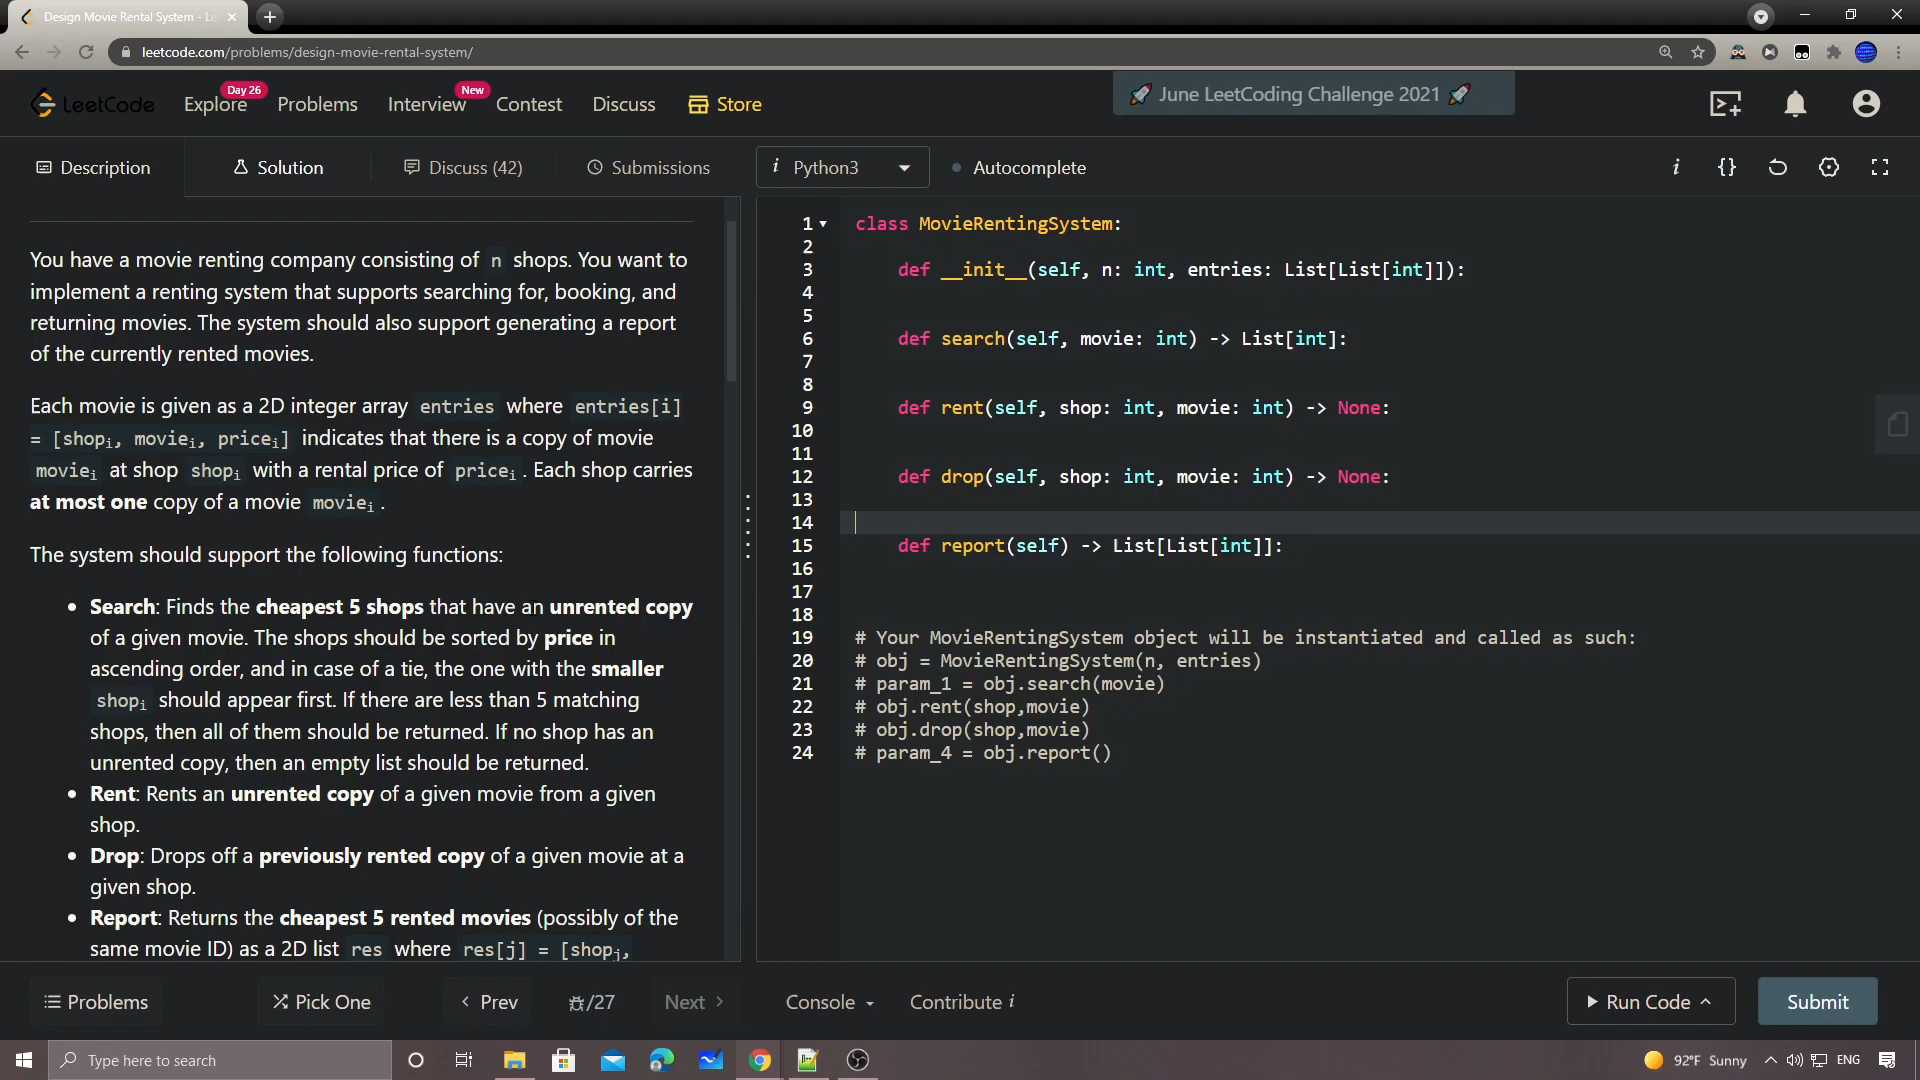 Design Movie Rental System - Le
leetcode.com/problems/design-movie-rental-system/
LeetCode
Explore
Day 26
Problems
Interview
New
Contest
Discuss
Store
🚀 June LeetCoding Challenge 2021 🚀
Description
Solution
Discuss (42)
Submissions
i Python3
Autocomplete
i {}
You have a movie renting company consisting of n shops. You want to
implement a renting system that supports searching for, booking, and
returning movies. The system should also support generating a report
of the currently rented movies.
Each movie is given as a 2D integer array entries where entries[i]
= [shopi, moviei, pricei] indicates that there is a copy of movie
moviei at shop shopi with a rental price of pricei. Each shop carries
at most one copy of a movie moviei.
The system should support the following functions:
• Search: Finds the cheapest 5 shops that have an unrented copy
of a given movie. The shops should be sorted by price in
ascending order, and in case of a tie, the one with the smaller
shopi should appear first. If there are less than 5 matching
shops, then all of them should be returned. If no shop has an
unrented copy, then an empty list should be returned.
• Rent: Rents an unrented copy of a given movie from a given
shop.
• Drop: Drops off a previously rented copy of a given movie at a
given shop.
• Report: Returns the cheapest 5 rented movies (possibly of the
same movie ID) as a 2D list res where res[j] = [shopj,
1 class MovieRentingSystem:
2
3 def __init__(self, n: int, entries: List[List[int]]):
4
5
6 def search(self, movie: int) -> List[int]:
7
8
9 def rent(self, shop: int, movie: int) -> None:
10
11
12 def drop(self, shop: int, movie: int) -> None:
13
14
15 def report(self) -> List[List[int]]:
16
17
18
19 # Your MovieRentingSystem object will be instantiated and called as such:
20 # obj = MovieRentingSystem(n, entries)
21 # param_1 = obj.search(movie)
22 # obj.rent(shop,movie)
23 # obj.drop(shop,movie)
24 # param_4 = obj.report()
Problems
Pick One
Prev
/27
Next
Console
Contribute i
Run Code
Submit
Type here to search
92°F Sunny
ENG